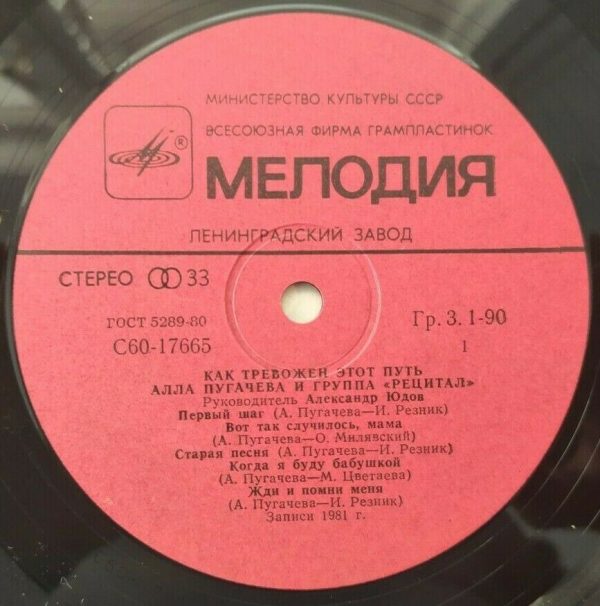 МИНИСТЕРСТВО КУЛЬТУРЫ СССР
ВСЕСОЮЗНАЯ ФИРМА ГРАМПЛАСТИНОК
®
МЕЛОДИЯ
ЛЕНИНГРАДСКИЙ ЗАВОД
СТЕРЕО 33
ГОСТ 5289-80
Гр. 3. 1-90
С60-17665
1
КАК ТРЕВОЖЕН ЭТОТ ПУТЬ
АЛЛА ПУГАЧЕВА И ГРУППА «РЕЦИТАЛ»
Руководитель Александр Юдов
Первый шаг (А. Пугачева—И. Резник)
Вот так случилось, мама
(А. Пугачева—О. Милявский)
Старая песня (А. Пугачева—И. Резник)
Когда я буду бабушкой
(А. Пугачева—М. Цветаева)
Жди и помни меня
(А. Пугачева—И. Резник)
Записи 1981 г.